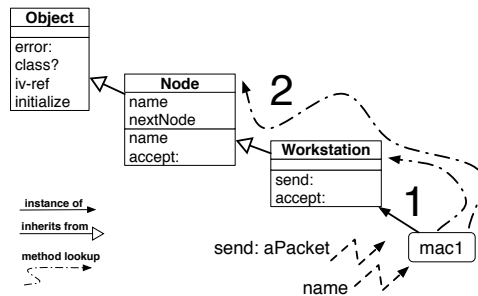 Object
error:
class?
iv-ref
initialize
Node
name
nextNode
name
accept:
2
Workstation
send:
accept:
1
instance of
inherits from
method lookup
send: aPacket
mac1
name